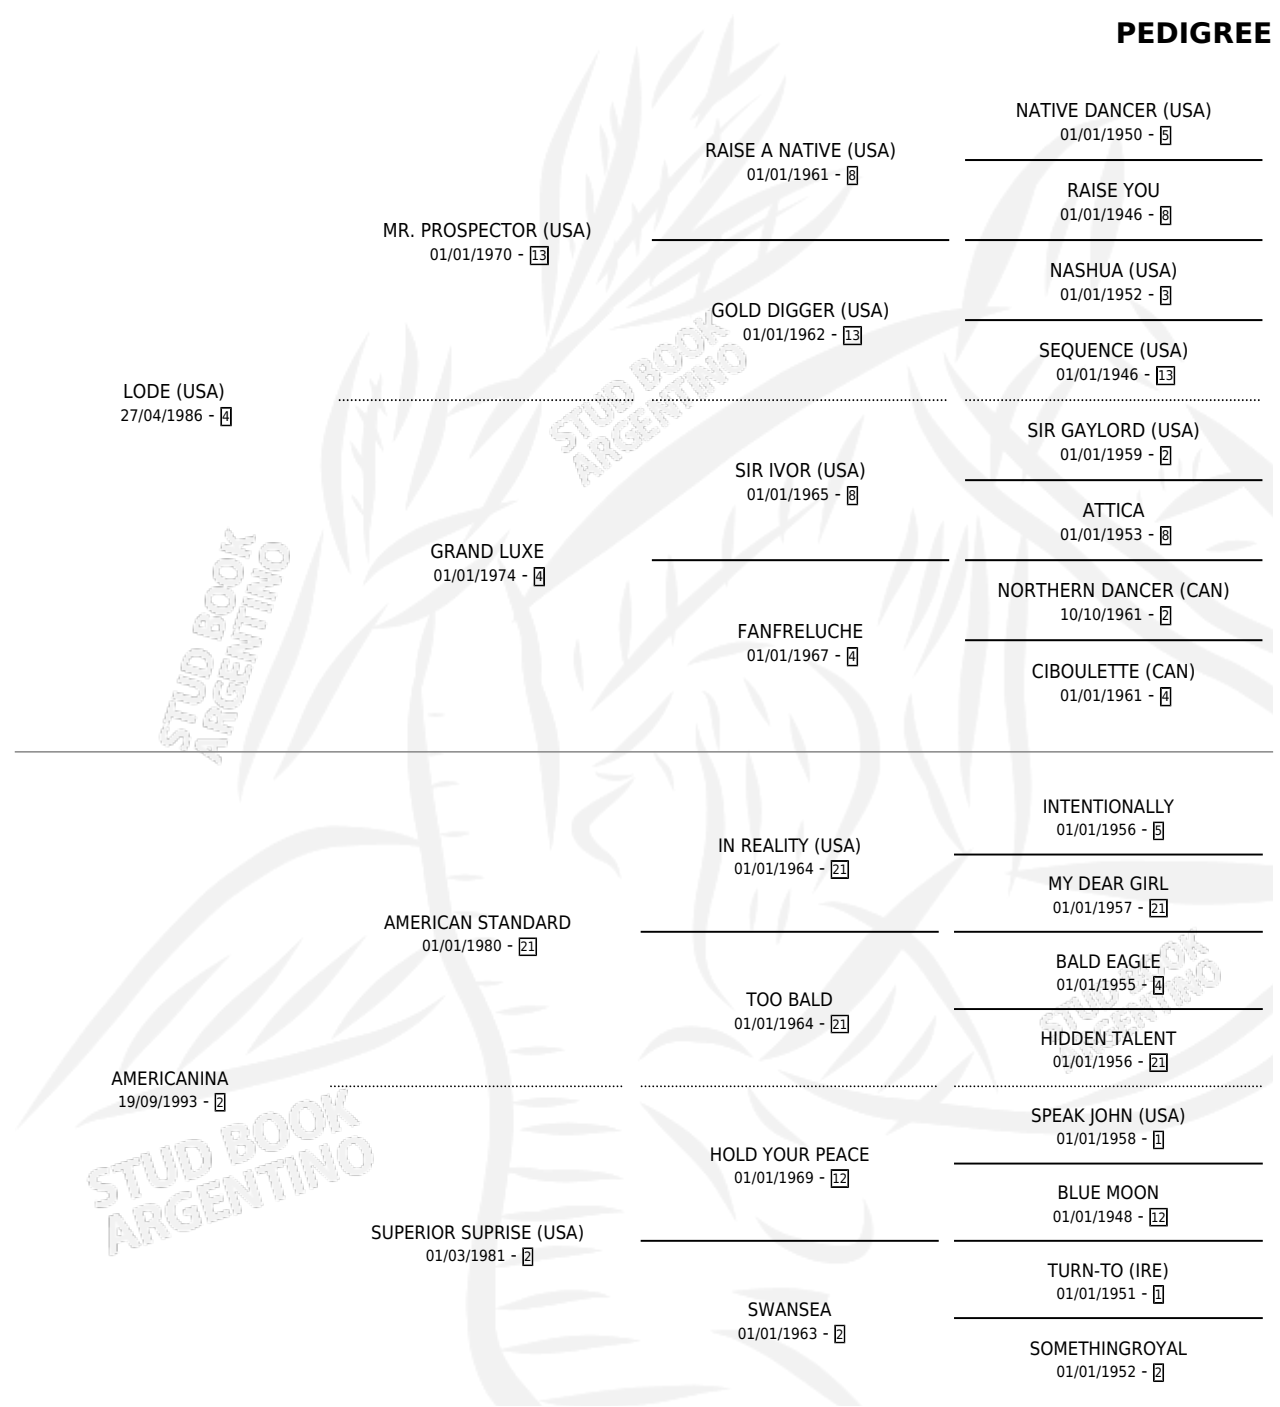 PEDIGREE
NATIVE DANCER (USA)
01/01/1950 - 5
RAISE A NATIVE (USA)
01/01/1961 - 8
RAISE YOU
01/01/1946 - 8
MR. PROSPECTOR (USA)
01/01/1970 - 13
NASHUA (USA)
01/01/1952 - 3
GOLD DIGGER (USA)
01/01/1962 - 13
SEQUENCE (USA)
01/01/1946 - 13
LODE (USA)
27/04/1986 - 4
SIR GAYLORD (USA)
01/01/1959 - 2
SIR IVOR (USA)
01/01/1965 - 8
ATTICA
01/01/1953 - 8
GRAND LUXE
01/01/1974 - 4
NORTHERN DANCER (CAN)
10/10/1961 - 2
FANFRELUCHE
01/01/1967 - 4
CIBOULETTE (CAN)
01/01/1961 - 4
INTENTIONALLY
01/01/1956 - 5
IN REALITY (USA)
01/01/1964 - 21
MY DEAR GIRL
01/01/1957 - 21
AMERICAN STANDARD
01/01/1980 - 21
BALD EAGLE
01/01/1955 - 4
TOO BALD
01/01/1964 - 21
HIDDEN TALENT
01/01/1956 - 21
AMERICANINA
19/09/1993 - 2
SPEAK JOHN (USA)
01/01/1958 - 1
HOLD YOUR PEACE
01/01/1969 - 12
BLUE MOON
01/01/1948 - 12
SUPERIOR SUPRISE (USA)
01/03/1981 - 2
TURN-TO (IRE)
01/01/1951 - 1
SWANSEA
01/01/1963 - 2
SOMETHINGROYAL
01/01/1952 - 2
STUD BOOK
ARGENTINO
STUD BOOK
ARGENTINO
STUD BOOK
ARGENTINO
STUD BOOK
ARGENTINO